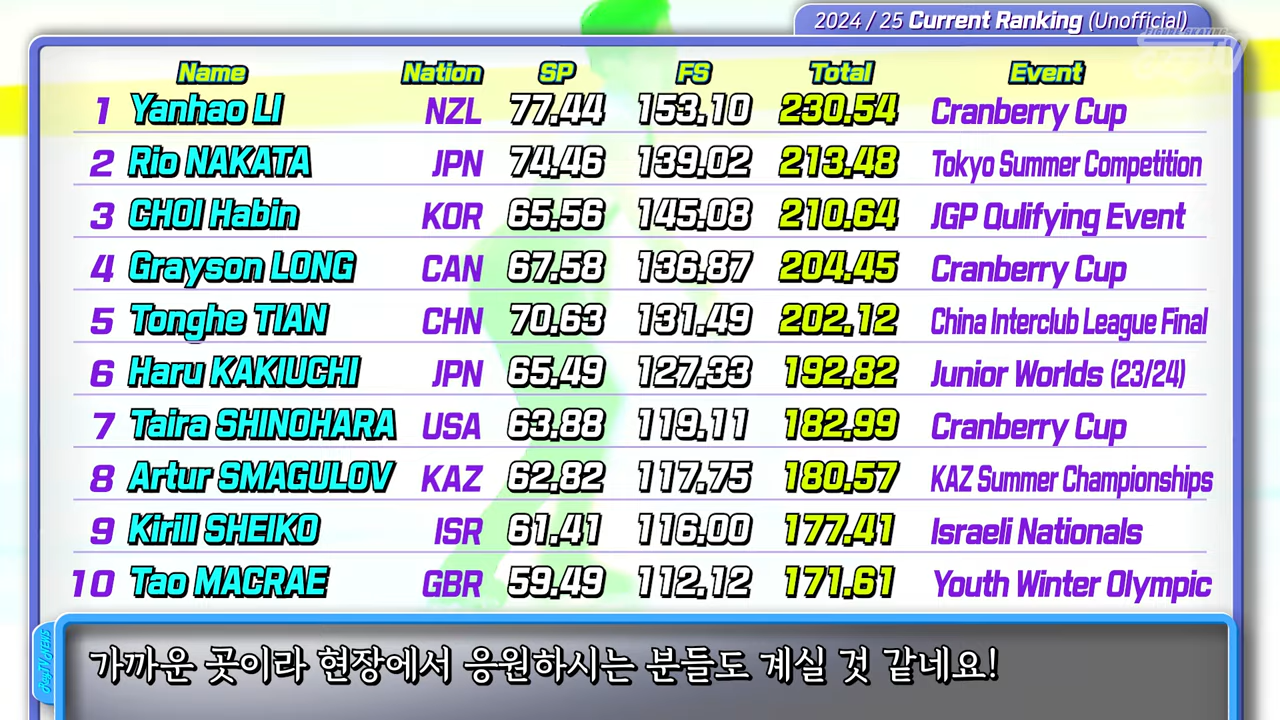 2024 / 25 Current Ranking (Unofficial)
FIGURE SKATING
Name Nation SP FS Total Event
1 Yanhao LI NZL 77.44 153.10 230.54 Cranberry Cup
2 Rio NAKATA JPN 74.46 139.02 213.48 Tokyo Summer Competition
3 CHOI Habin KOR 65.56 145.08 210.64 JGP Qulifying Event
4 Grayson LONG CAN 67.58 136.87 204.45 Cranberry Cup
5 Tonghe TIAN CHN 70.63 131.49 202.12 China Interclub League Final
6 Haru KAKIUCHI JPN 65.49 127.33 192.82 Junior Worlds (23/24)
7 Taira SHINOHARA USA 63.88 119.11 182.99 Cranberry Cup
8 Artur SMAGULOV KAZ 62.82 117.75 180.57 KAZ Summer Championships
9 Kirill SHEIKO ISR 61.41 116.00 177.41 Israeli Nationals
10 Tao MACRAE GBR 59.49 112.12 171.61 Youth Winter Olympic
가까운 곳이라 현장에서 응원하시는 분들도 계실 것 같네요!